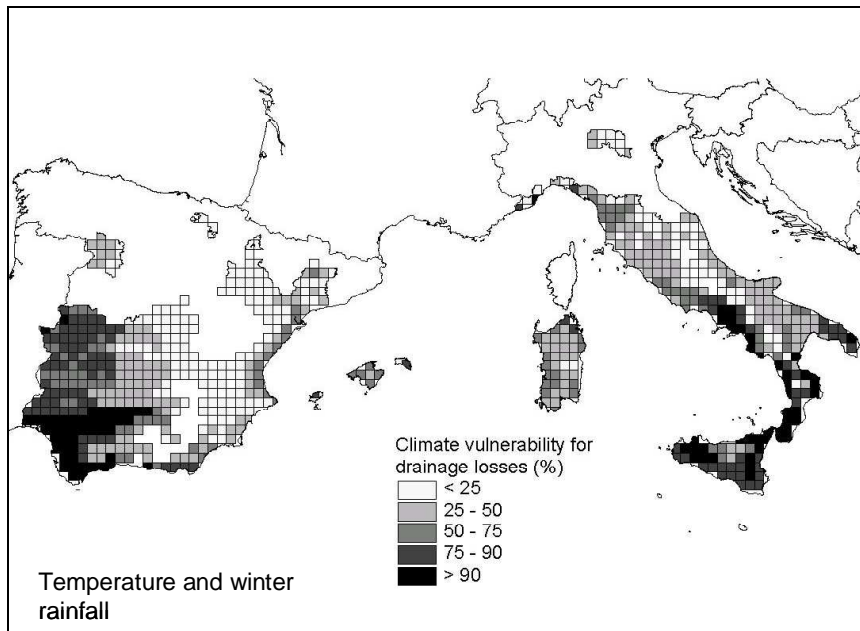 Climate vulnerability for
drainage losses (%)
< 25
25 - 50
50 - 75
75 - 90
> 90
Temperature and winter
rainfall